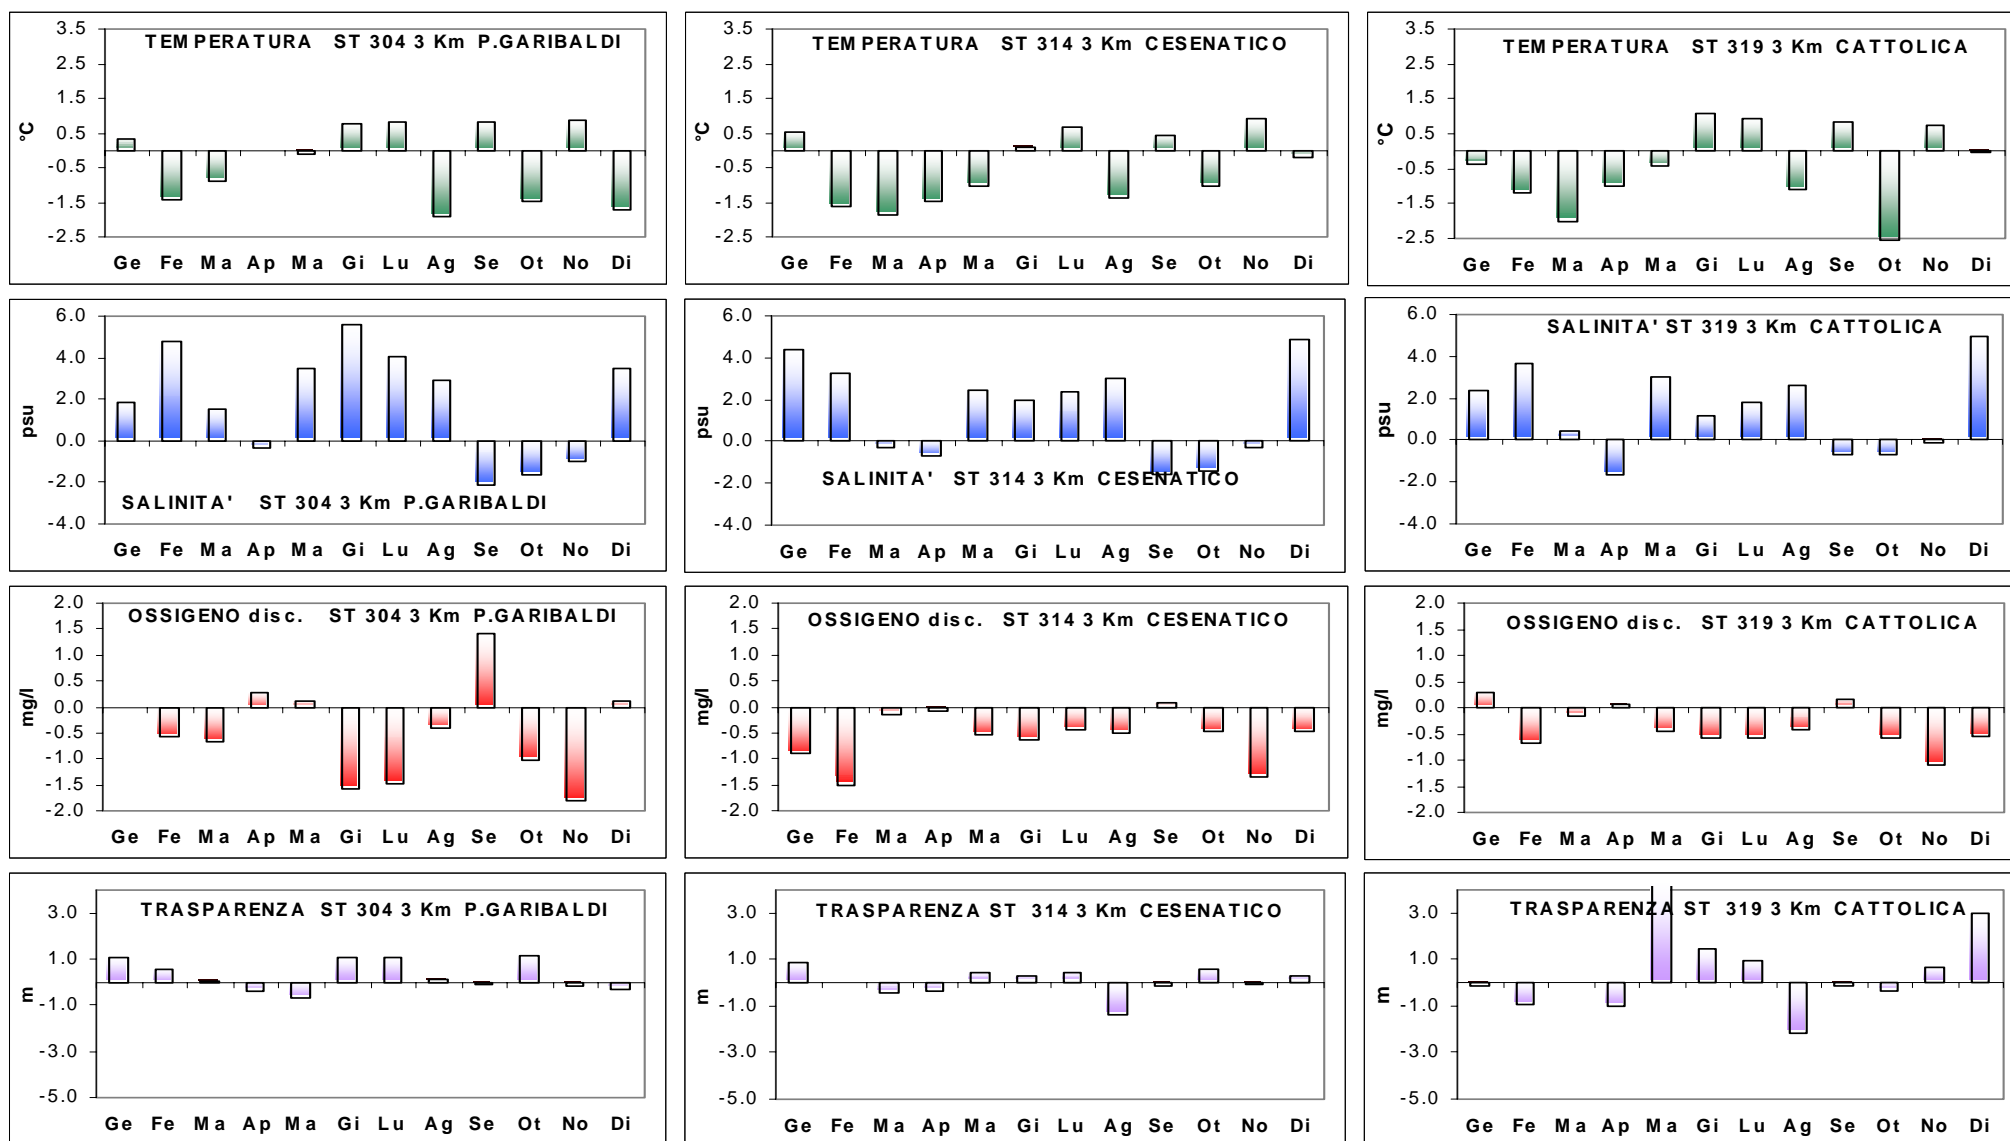 TEMPERATURA ST 304 3 Km P.GARIBALDI
°C
3.5
2.5
1.5
0.5
-0.5
-1.5
-2.5
Ge Fe Ma Ap Ma Gi Lu Ag Se Ot No Di
TEMPERATURA ST 314 3 Km CESENATICO
°C
3.5
2.5
1.5
0.5
-0.5
-1.5
-2.5
Ge Fe Ma Ap Ma Gi Lu Ag Se Ot No Di
TEMPERATURA ST 319 3 Km CATTOLICA
°C
3.5
2.5
1.5
0.5
-0.5
-1.5
-2.5
Ge Fe Ma Ap Ma Gi Lu Ag Se Ot No Di
psu
6.0
4.0
2.0
0.0
-2.0
-4.0
SALINITA' ST 304 3 Km P.GARIBALDI
Ge Fe Ma Ap Ma Gi Lu Ag Se Ot No Di
psu
6.0
4.0
2.0
0.0
-2.0
-4.0
SALINITA' ST 314 3 Km CESENATICO
Ge Fe Ma Ap Ma Gi Lu Ag Se Ot No Di
SALINITA' ST 319 3 Km CATTOLICA
psu
6.0
4.0
2.0
0.0
-2.0
-4.0
Ge Fe Ma Ap Ma Gi Lu Ag Se Ot No Di
OSSIGENO disc. ST 304 3 Km P.GARIBALDI
mg/l
2.0
1.5
1.0
0.5
0.0
-0.5
-1.0
-1.5
-2.0
Ge Fe Ma Ap Ma Gi Lu Ag Se Ot No Di
OSSIGENO disc. ST 314 3 Km CESENATICO
mg/l
2.0
1.5
1.0
0.5
0.0
-0.5
-1.0
-1.5
-2.0
Ge Fe Ma Ap Ma Gi Lu Ag Se Ot No Di
OSSIGENO disc. ST 319 3 Km CATTOLICA
mg/l
2.0
1.5
1.0
0.5
0.0
-0.5
-1.0
-1.5
-2.0
Ge Fe Ma Ap Ma Gi Lu Ag Se Ot No Di
TRASPARENZA ST 304 3 Km P.GARIBALDI
m
3.0
1.0
-1.0
-3.0
-5.0
Ge Fe Ma Ap Ma Gi Lu Ag Se Ot No Di
TRASPARENZA ST 314 3 Km CESENATICO
m
3.0
1.0
-1.0
-3.0
-5.0
Ge Fe Ma Ap Ma Gi Lu Ag Se Ot No Di
TRASPARENZA ST 319 3 Km CATTOLICA
m
3.0
1.0
-1.0
-3.0
-5.0
Ge Fe Ma Ap Ma Gi Lu Ag Se Ot No Di